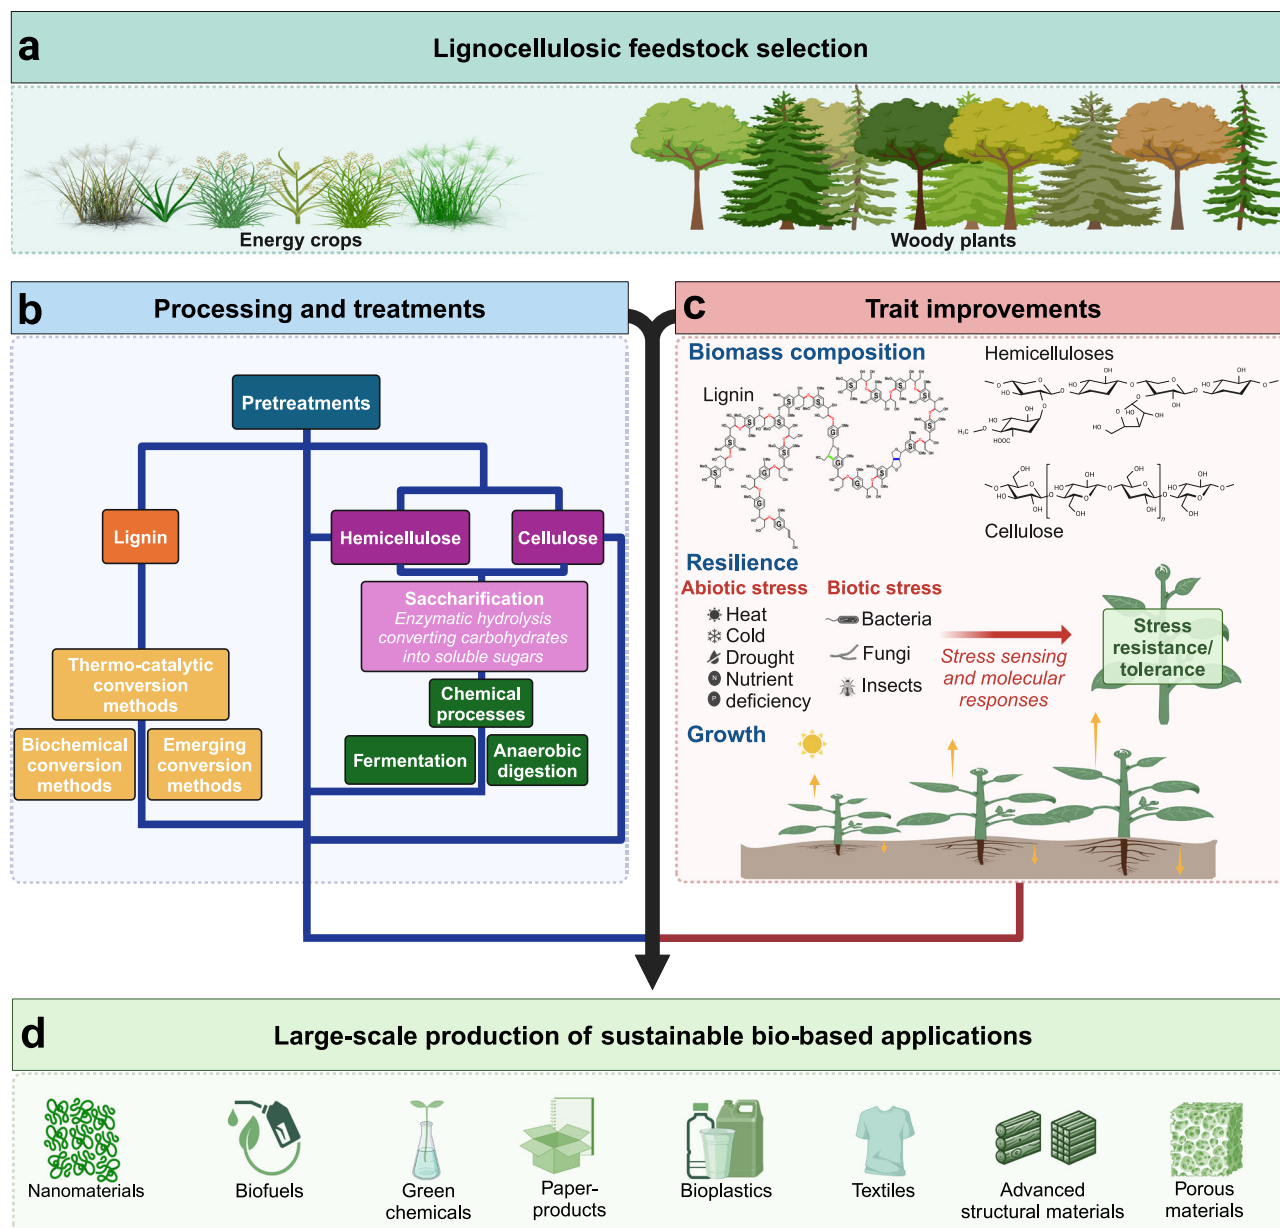 a
Lignocellulosic feedstock selection
Energy crops
Woody plants
b
Processing and treatments
Pretreatments
Lignin
Hemicellulose
Cellulose
Saccharification
Enzymatic hydrolysis
converting carbohydrates
into soluble sugars
Thermo-catalytic
conversion
methods
Chemical
processes
Biochemical
conversion
methods
Emerging
conversion
methods
Fermentation
Anaerobic
digestion
c
Trait improvements
Biomass composition
Lignin
Hemicelluloses
Cellulose
Resilience
Abiotic stress
Heat
Cold
Drought
Nutrient
deficiency
Biotic stress
Bacteria
Fungi
Insects
Stress sensing
and molecular
responses
Stress
resistance/
tolerance
Growth
d
Large-scale production of sustainable bio-based applications
Nanomaterials
Biofuels
Green
chemicals
Paper-
products
Bioplastics
Textiles
Advanced
structural materials
Porous
materials